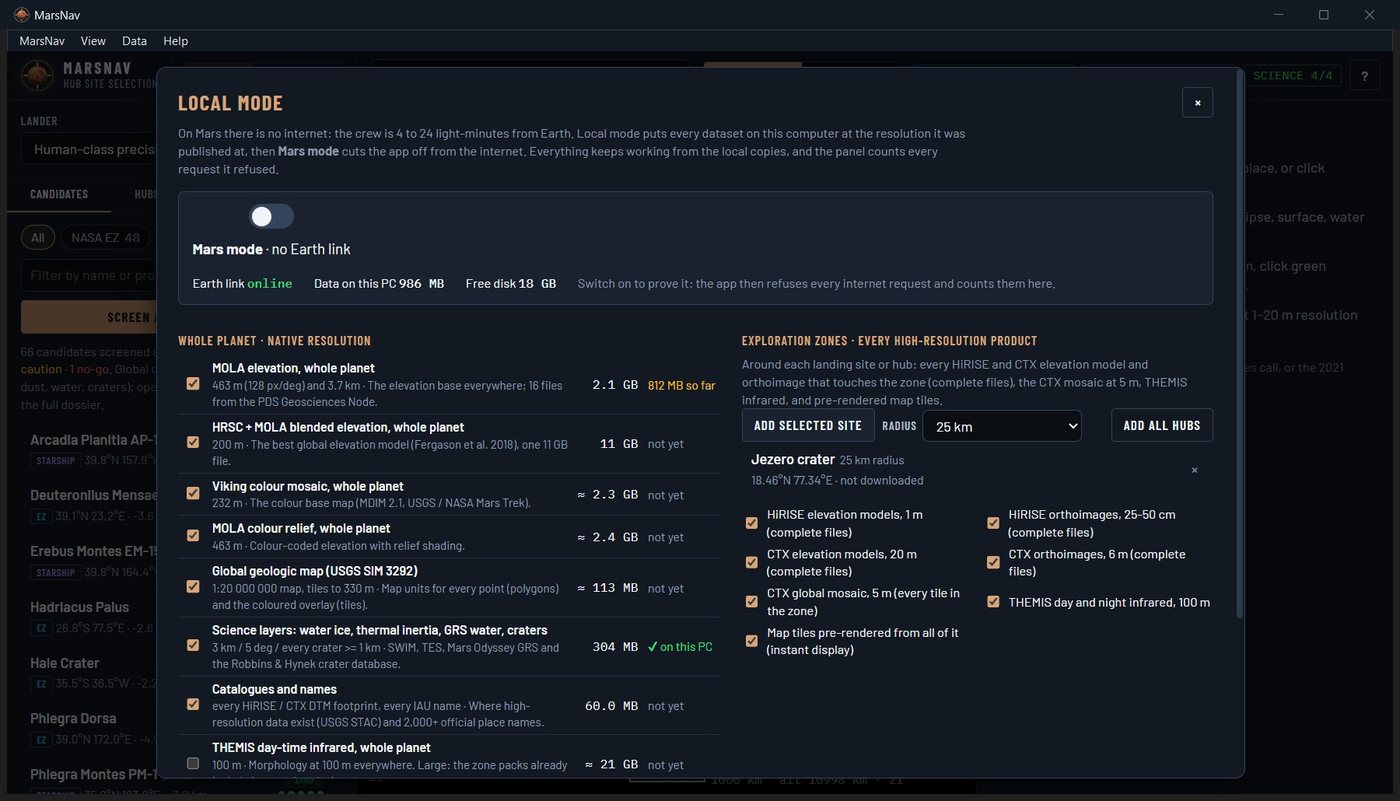 MarsNav
MarsNav View Data Help
MARSNAV
HUB SITE SELECTION
SCIENCE 4/4
?
LANDER
Human-class precis
CANDIDATES HUBS
All NASA EZ 48
Filter by name or pro
SCREEN A
66 candidates screened a
caution · 1 no-go. Global
dust, water, craters); ope
the full dossier.
Arcadia Planitia AP-1
STARSHIP 39.8°N 157.9°
Deuteronilus Mensae
EZ 39.1°N 23.2°E · -3.6
Erebus Montes EM-15
STARSHIP 39.8°N 164.4°
Hadriacus Palus
EZ 26.8°S 77.5°E · -2.6
Hale Crater
EZ 35.5°S 36.5°W · -2.2
Phlegra Dorsa
EZ 39.0°N 172.0°E · -4.
Phlegra Montes PM-1
LOCAL MODE
×
On Mars there is no internet: the crew is 4 to 24 light-minutes from Earth. Local mode puts every dataset on this computer at the resolution it was
published at, then Mars mode cuts the app off from the internet. Everything keeps working from the local copies, and the panel counts every
request it refused.
Mars mode · no Earth link
Earth link online Data on this PC 986 MB Free disk 18 GB Switch on to prove it: the app then refuses every internet request and counts them here.
WHOLE PLANET · NATIVE RESOLUTION
MOLA elevation, whole planet
463 m (128 px/deg) and 3.7 km · The elevation base everywhere; 16 files
from the PDS Geosciences Node.
2.1 GB 812 MB so far
HRSC + MOLA blended elevation, whole planet
200 m · The best global elevation model (Fergason et al. 2018), one 11 GB
file.
11 GB not yet
Viking colour mosaic, whole planet
232 m · The colour base map (MDIM 2.1, USGS / NASA Mars Trek).
≈ 2.3 GB not yet
MOLA colour relief, whole planet
463 m · Colour-coded elevation with relief shading.
≈ 2.4 GB not yet
Global geologic map (USGS SIM 3292)
1:20 000 000 map, tiles to 330 m · Map units for every point (polygons)
and the coloured overlay (tiles).
≈ 113 MB not yet
Science layers: water ice, thermal inertia, GRS water, craters
3 km / 5 deg / every crater >= 1 km · SWIM, TES, Mars Odyssey GRS and
the Robbins & Hynek crater database.
304 MB ✓ on this PC
Catalogues and names
every HiRISE / CTX DTM footprint, every IAU name · Where high-
resolution data exist (USGS STAC) and 2,000+ official place names.
60.0 MB not yet
THEMIS day-time infrared, whole planet
100 m · Morphology at 100 m everywhere. Large: the zone packs already
≈ 21 GB not yet
EXPLORATION ZONES · EVERY HIGH-RESOLUTION PRODUCT
Around each landing site or hub: every HiRISE and CTX elevation model and
orthoimage that touches the zone (complete files), the CTX mosaic at 5 m, THEMIS
infrared, and pre-rendered map tiles.
ADD SELECTED SITE RADIUS 25 km ADD ALL HUBS
Jezero crater 25 km radius
18.46°N 77.34°E · not downloaded
×
HiRISE elevation models, 1 m
(complete files)
HiRISE orthoimages, 25-50 cm
(complete files)
CTX elevation models, 20 m
(complete files)
CTX orthoimages, 6 m (complete
files)
CTX global mosaic, 5 m (every tile in
the zone)
THEMIS day and night infrared, 100 m
Map tiles pre-rendered from all of it
(instant display)
place, or click
ipse, surface, water
n, click green
t 1–20 m resolution
es call, or the 2021